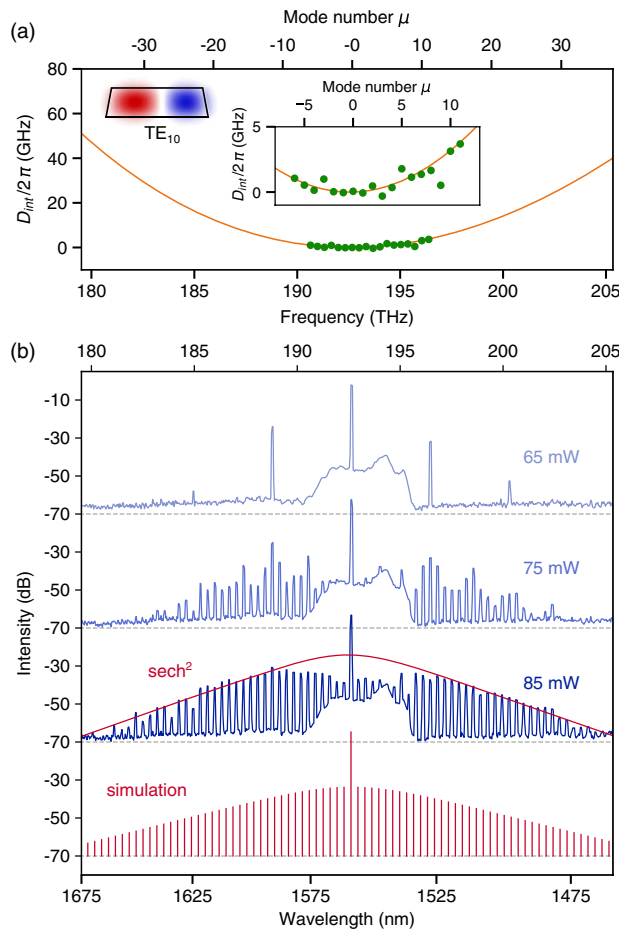 (a)
Mode number μ
-30 -20 -10 0 10 20 30
80
60
40
20
0
D_int/2π (GHz)
TE10
Mode number μ
-5 0 5 10
5
0
D_int/2π (GHz)
180 185 190 195 200 205
Frequency (THz)
(b)
180 185 190 195 200 205
-10
-30
-50
-70
65 mW
-30
-50
-70
75 mW
-30
-50
-70
sech²
85 mW
-30
-50
-70
simulation
Intensity (dB)
1675 1625 1575 1525 1475
Wavelength (nm)